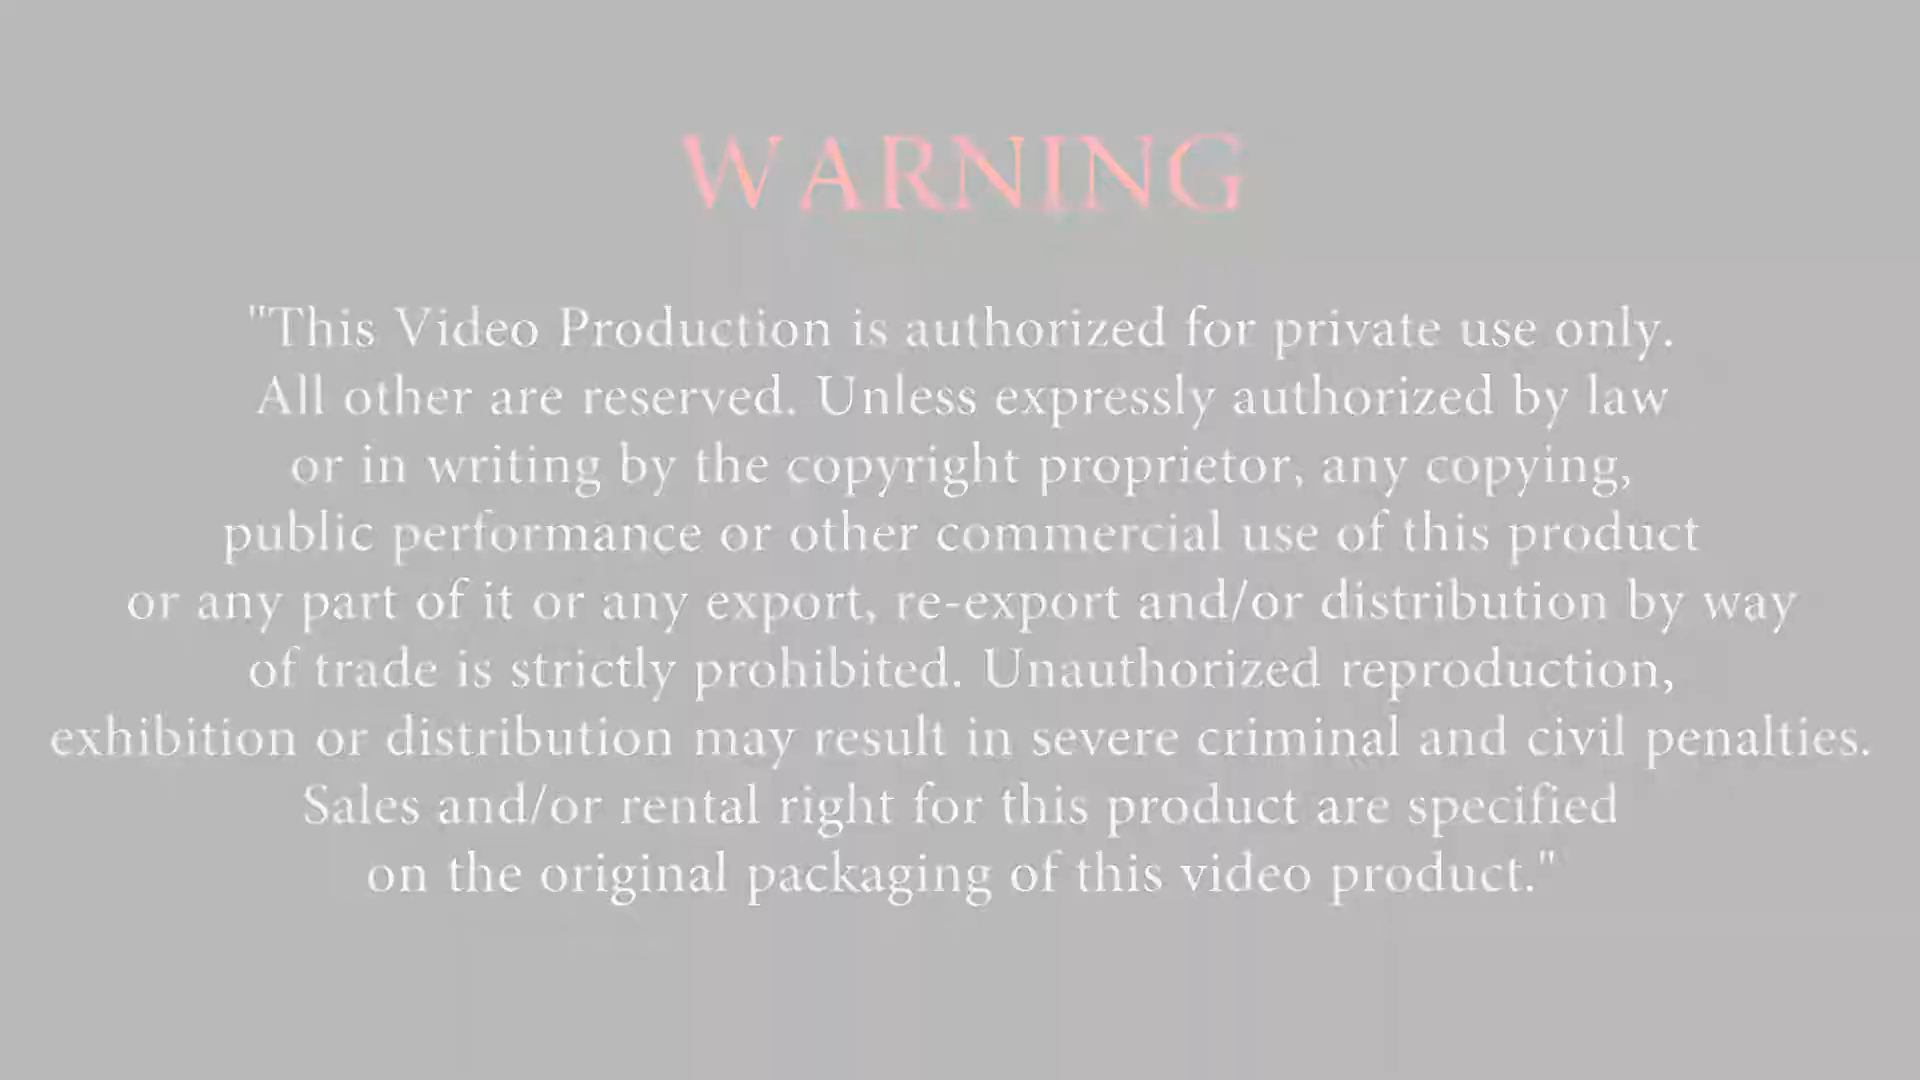 WARNING
"This Video Production is authorized for private use only.
All other are reserved. Unless expressly authorized by law
or in writing by the copyright proprietor, any copying,
public performance or other commercial use of this product
or any part of it or any export, re-export and/or distribution by way
of trade is strictly prohibited. Unauthorized reproduction,
exhibition or distribution may result in severe criminal and civil penalties.
Sales and/or rental right for this product are specified
on the original packaging of this video product."